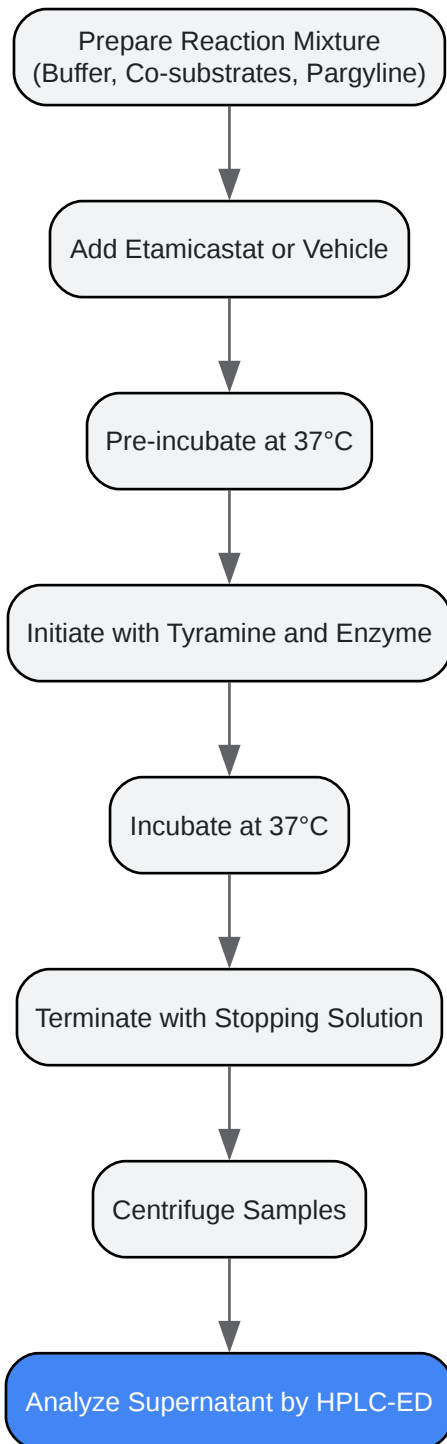 Prepare Reaction Mixture
(Buffer, Co-substrates, Pargyline)
Add Etamicastat or Vehicle
Pre-incubate at 37°C
Initiate with Tyramine and Enzyme
Incubate at 37°C
Terminate with Stopping Solution
Centrifuge Samples
Analyze Supernatant by HPLC-ED